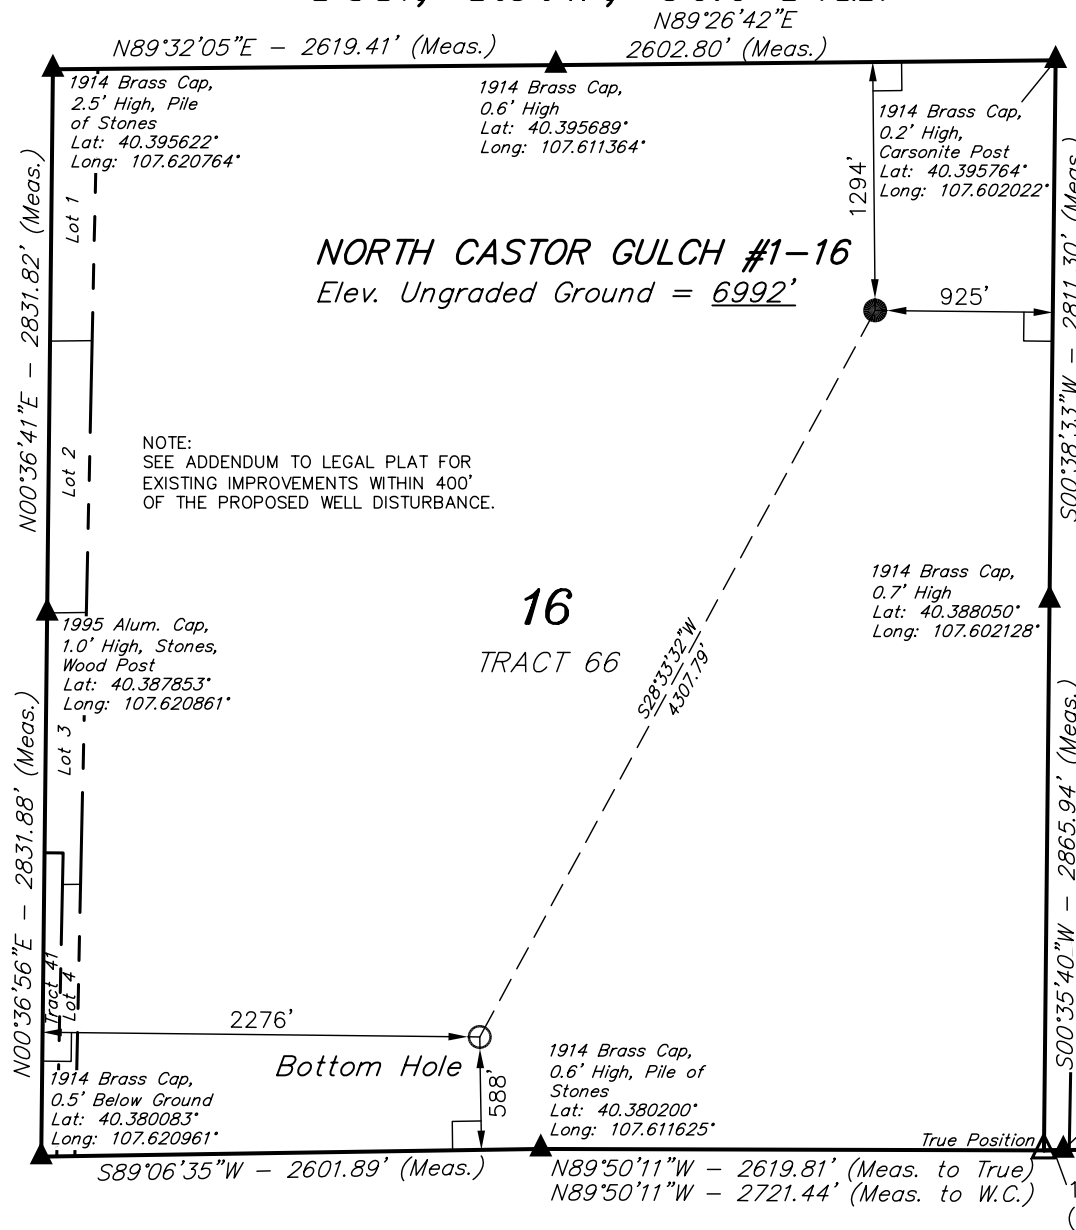 N89°26'42"E
N89°32'05"E - 2619.41' (Meas.)
2602.80' (Meas.)
1914 Brass Cap,
2.5' High, Pile
of Stones
Lat: 40.395622°
Long: 107.620764°
1914 Brass Cap,
0.6' High
Lat: 40.395689°
Long: 107.611364°
1914 Brass Cap,
0.2' High,
Carsonite Post
Lat: 40.395764°
Long: 107.602022°
1294'
Lot 1
N00°36'41"E - 2831.82' (Meas.)
S00°38'33"W - 2811.30' (Meas.)
NORTH CASTOR GULCH #1-16
Elev. Ungraded Ground = 6992'
925'
Lot 2
NOTE:
SEE ADDENDUM TO LEGAL PLAT FOR
EXISTING IMPROVEMENTS WITHIN 400'
OF THE PROPOSED WELL DISTURBANCE.
1914 Brass Cap,
0.7' High
Lat: 40.388050°
Long: 107.602128°
16
TRACT 66
1995 Alum. Cap,
1.0' High, Stones,
Wood Post
Lat: 40.387853°
Long: 107.620861°
S28°33'32"W
4307.79'
Lot 3
N00°36'56"E - 2831.88' (Meas.)
S00°35'40"W - 2865.94' (Meas.)
Tract 41
Lot 4
2276'
Bottom Hole
588'
1914 Brass Cap,
0.6' High, Pile of
Stones
Lat: 40.380200°
Long: 107.611625°
1914 Brass Cap,
0.5' Below Ground
Lat: 40.380083°
Long: 107.620961°
True Position
S89°06'35"W - 2601.89' (Meas.)
N89°50'11"W - 2619.81' (Meas. to True)
N89°50'11"W - 2721.44' (Meas. to W.C.)